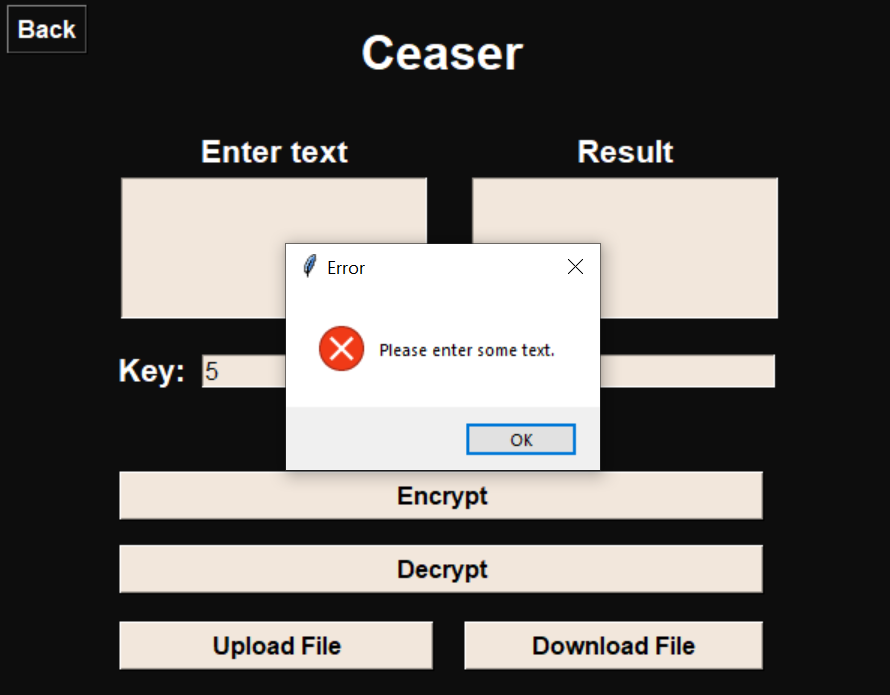 Back
Ceaser
Enter text
Result
Error
Please enter some text.
OK
Key: 5
Encrypt
Decrypt
Upload File
Download File